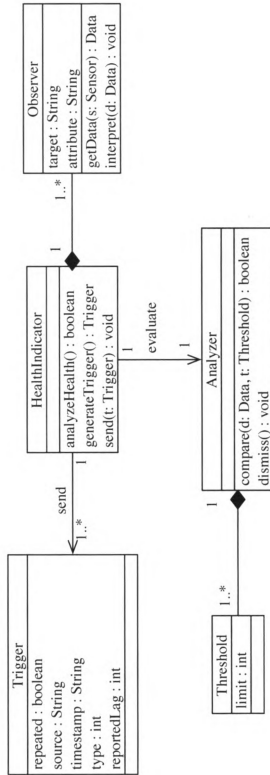 Trigger
repeated : boolean
source : String
timestamp : String
type : int
reportedLag : int
send
1..*
1
HealthIndicator
analyzeHealth() : boolean
generateTrigger() : Trigger
send(t: Trigger) : void
1
1..*
Observer
target : String
attribute : String
getData(s: Sensor) : Data
interpret(d: Data) : void
1
evaluate
1
Threshold
limit : int
1..*
1
Analyzer
compare(d: Data, t: Threshold) : boolean
dismiss() : void